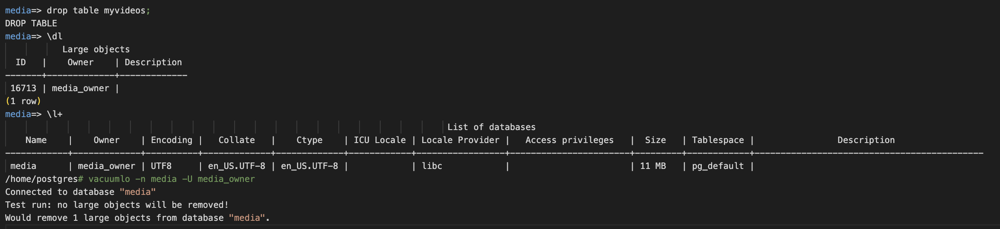 media=> drop table myvideos;
DROP TABLE
media=> \dl
Large objects
ID | Owner | Description
-------+-------------+-------------
16713 | media_owner |
(1 row)
media=> \l+
List of databases
Name | Owner | Encoding | Collate | Ctype | ICU Locale | Locale Provider | Access privileges | Size | Tablespace | Description
------------+-------------+----------+-------------+-------------+------------+-----------------+-----------------------+---------+------------+--------------------------------------------
media | media_owner | UTF8 | en_US.UTF-8 | en_US.UTF-8 | | libc | | 11 MB | pg_default |
/home/postgres# vacuumlo -n media -U media_owner
Connected to database "media"
Test run: no large objects will be removed!
Would remove 1 large objects from database "media".